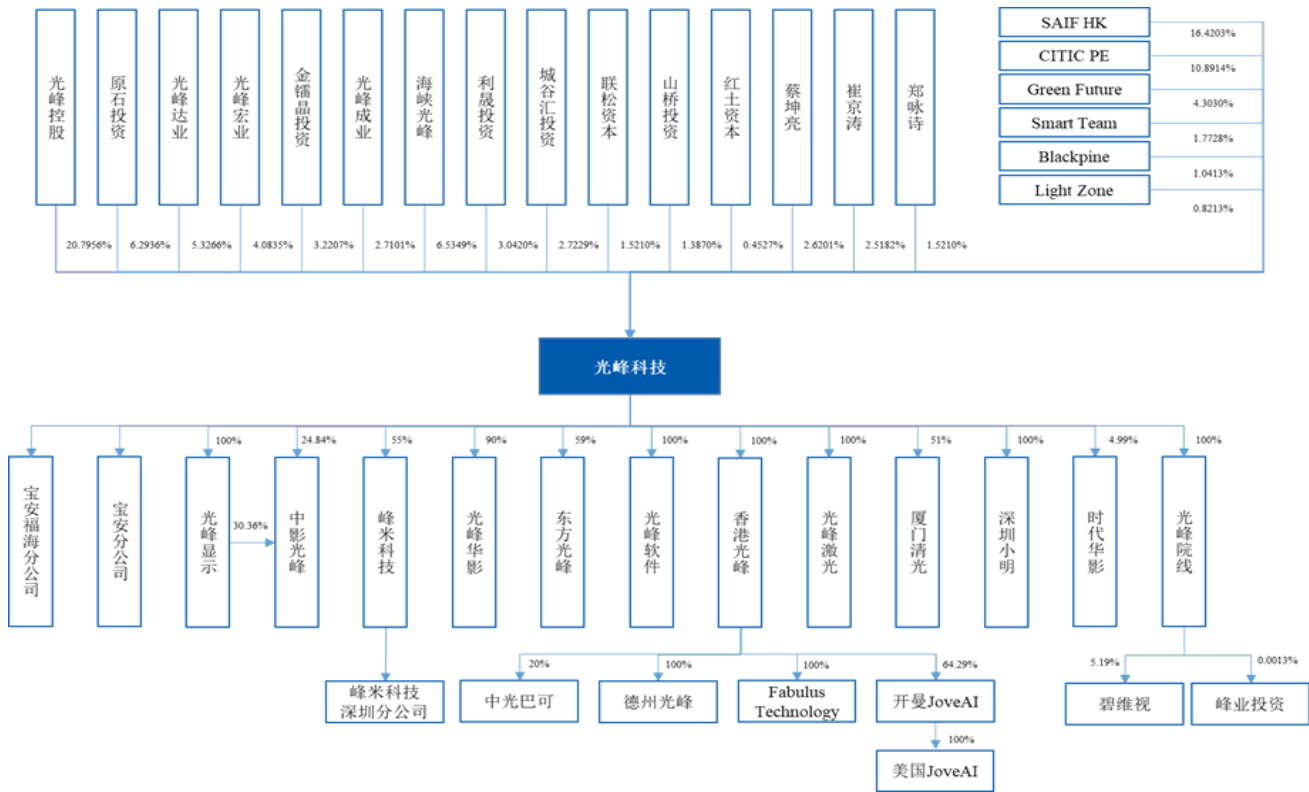 光峰控股
原石投资
光峰达业
光峰宏业
金镭晶投资
光峰成业
海峡光峰
利晟投资
城谷汇投资
联松资本
山桥投资
红土资本
蔡坤亮
崔京涛
郑咏诗
SAIF HK
16.4203%
CITIC PE
10.8914%
Green Future
4.3030%
Smart Team
1.7728%
Blackpine
1.0413%
Light Zone
0.8213%
20.7956%
6.2936%
5.3266%
4.0835%
3.2207%
2.7101%
6.5349%
3.0420%
2.7229%
1.5210%
1.3870%
0.4527%
2.6201%
2.5182%
1.5210%
光峰科技
100%
24.84%
55%
90%
59%
100%
100%
100%
51%
100%
4.99%
100%
宝安福海分公司
宝安分公司
光峰显示
30.36%
中影光峰
峰米科技
光峰华影
东方光峰
光峰软件
香港光峰
光峰激光
厦门清光
深圳小明
时代华影
光峰院线
20%
100%
100%
64.29%
5.19%
0.0013%
峰米科技
深圳分公司
中光巴可
德州光峰
Fabulus
Technology
开曼JoveAI
碧维视
峰业投资
100%
美国JoveAI